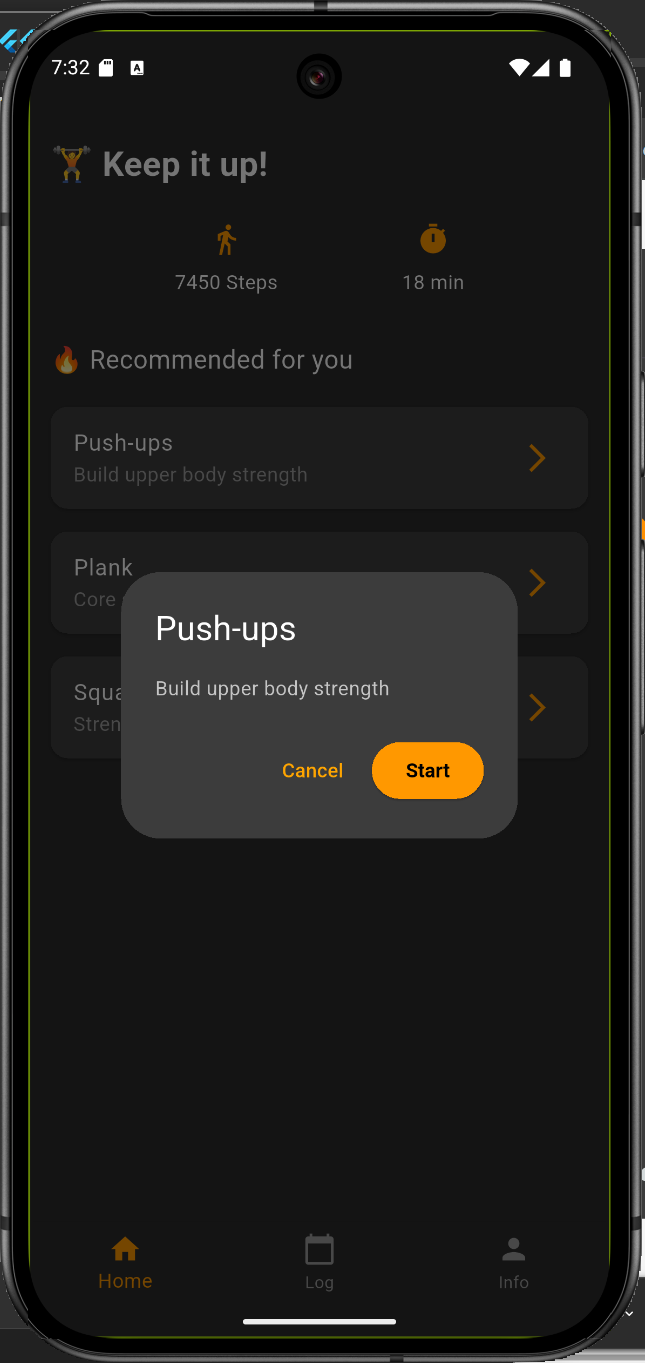 7:32 A
Keep it up!
7450 Steps 18 min
Recommended for you
Push-ups
Build upper body strength
Plank
Core
Push-ups
Squa
Build upper body strength
Stren
Cancel Start
Home Log Info